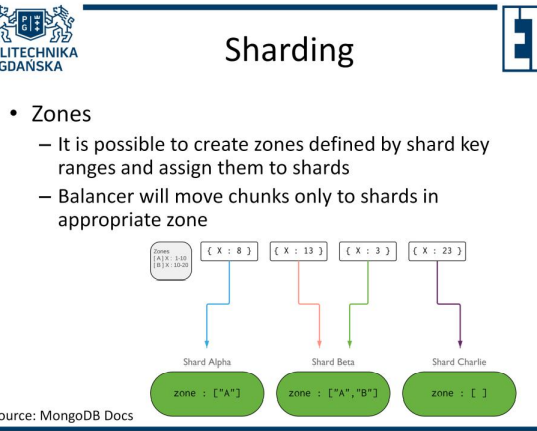 PG
LITECHNIKA
GDAŃSKA
Sharding
• Zones
– It is possible to create zones defined by shard key
ranges and assign them to shards
– Balancer will move chunks only to shards in
appropriate zone
Zones
[ A ] X : 1-10
[ B ] X : 10-20
{ X : 8 } { X : 13 } { X : 3 } { X : 23 }
Shard Alpha Shard Beta Shard Charlie
zone : ["A"] zone : ["A","B"] zone : [ ]
ource: MongoDB Docs